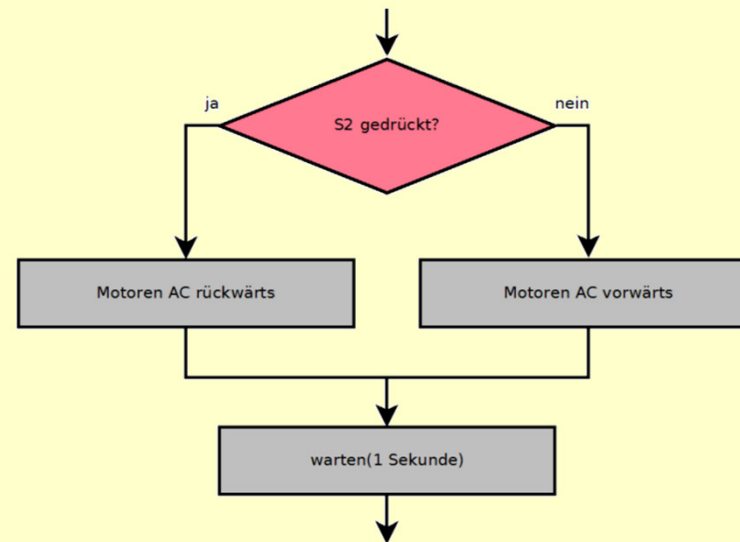 ja
nein
S2 gedrückt?
Motoren AC rückwärts
Motoren AC vorwärts
warten(1 Sekunde)